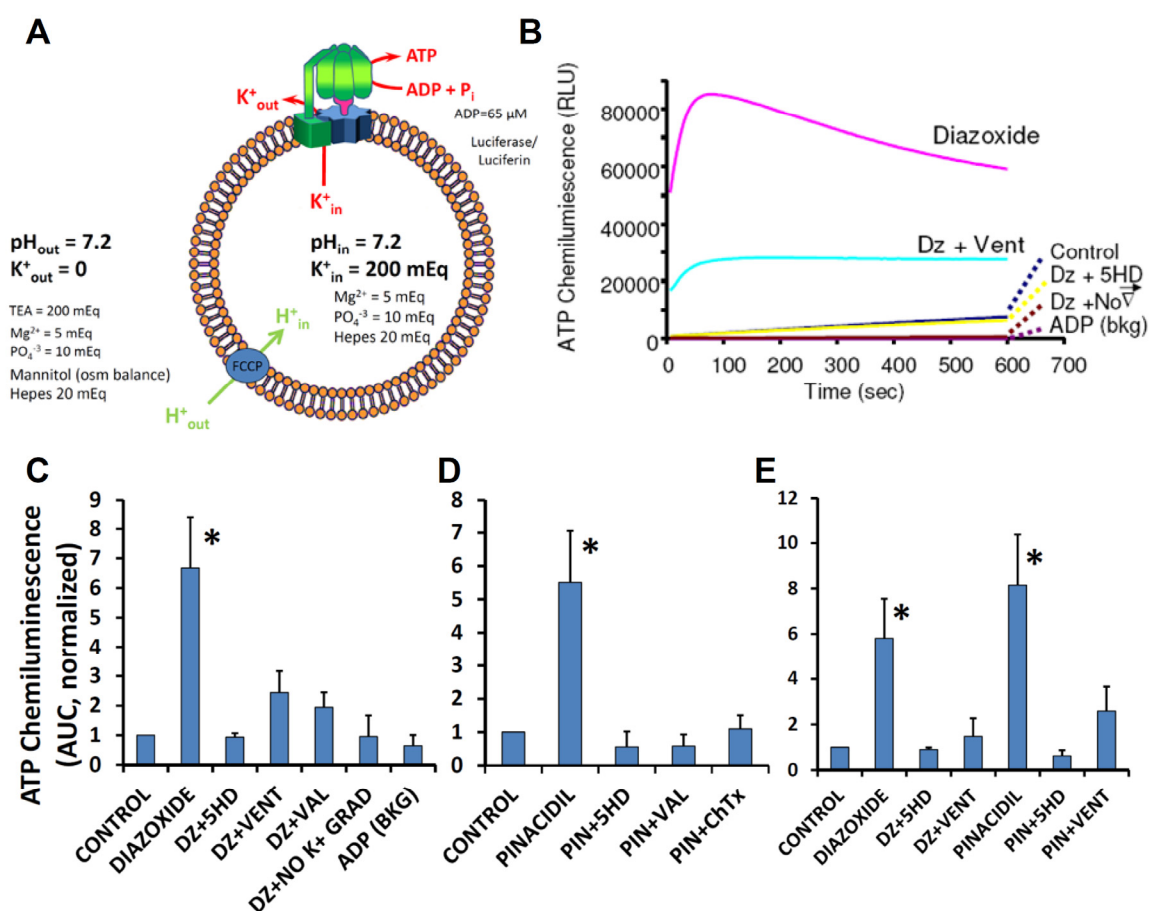 A
ATP
ADP + Pi
K+out
ADP=65 µM
Luciferase/
Luciferin
K+in
pHout = 7.2
K+out = 0
TEA = 200 mEq
Mg2+ = 5 mEq
PO4-3 = 10 mEq
Mannitol (osm balance)
Hepes 20 mEq
pHin = 7.2
K+in = 200 mEq
Mg2+ = 5 mEq
PO4-3 = 10 mEq
Hepes 20 mEq
H+in
FCCP
H+out
B
ATP Chemilumiescence (RLU)
80000
60000
40000
20000
0
0 100 200 300 400 500 600 700
Time (sec)
Diazoxide
Dz + Vent
Control
Dz + 5HD
Dz +No∇
ADP (bkg)
ATP Chemiluminescence
(AUC, normalized)
C
9
8
7
6
5
4
3
2
1
0
*
CONTROL
DIAZOXIDE
DZ+5HD
DZ+VENT
DZ+VAL
DZ+NO K+ GRAD
ADP (BKG)
D
8
7
6
5
4
3
2
1
0
*
CONTROL
PINACIDIL
PIN+5HD
PIN+VAL
PIN+ChTx
E
12
10
8
6
4
2
0
*
*
CONTROL
DIAZOXIDE
DZ+5HD
DZ+VENT
PINACIDIL
PIN+5HD
PIN+VENT